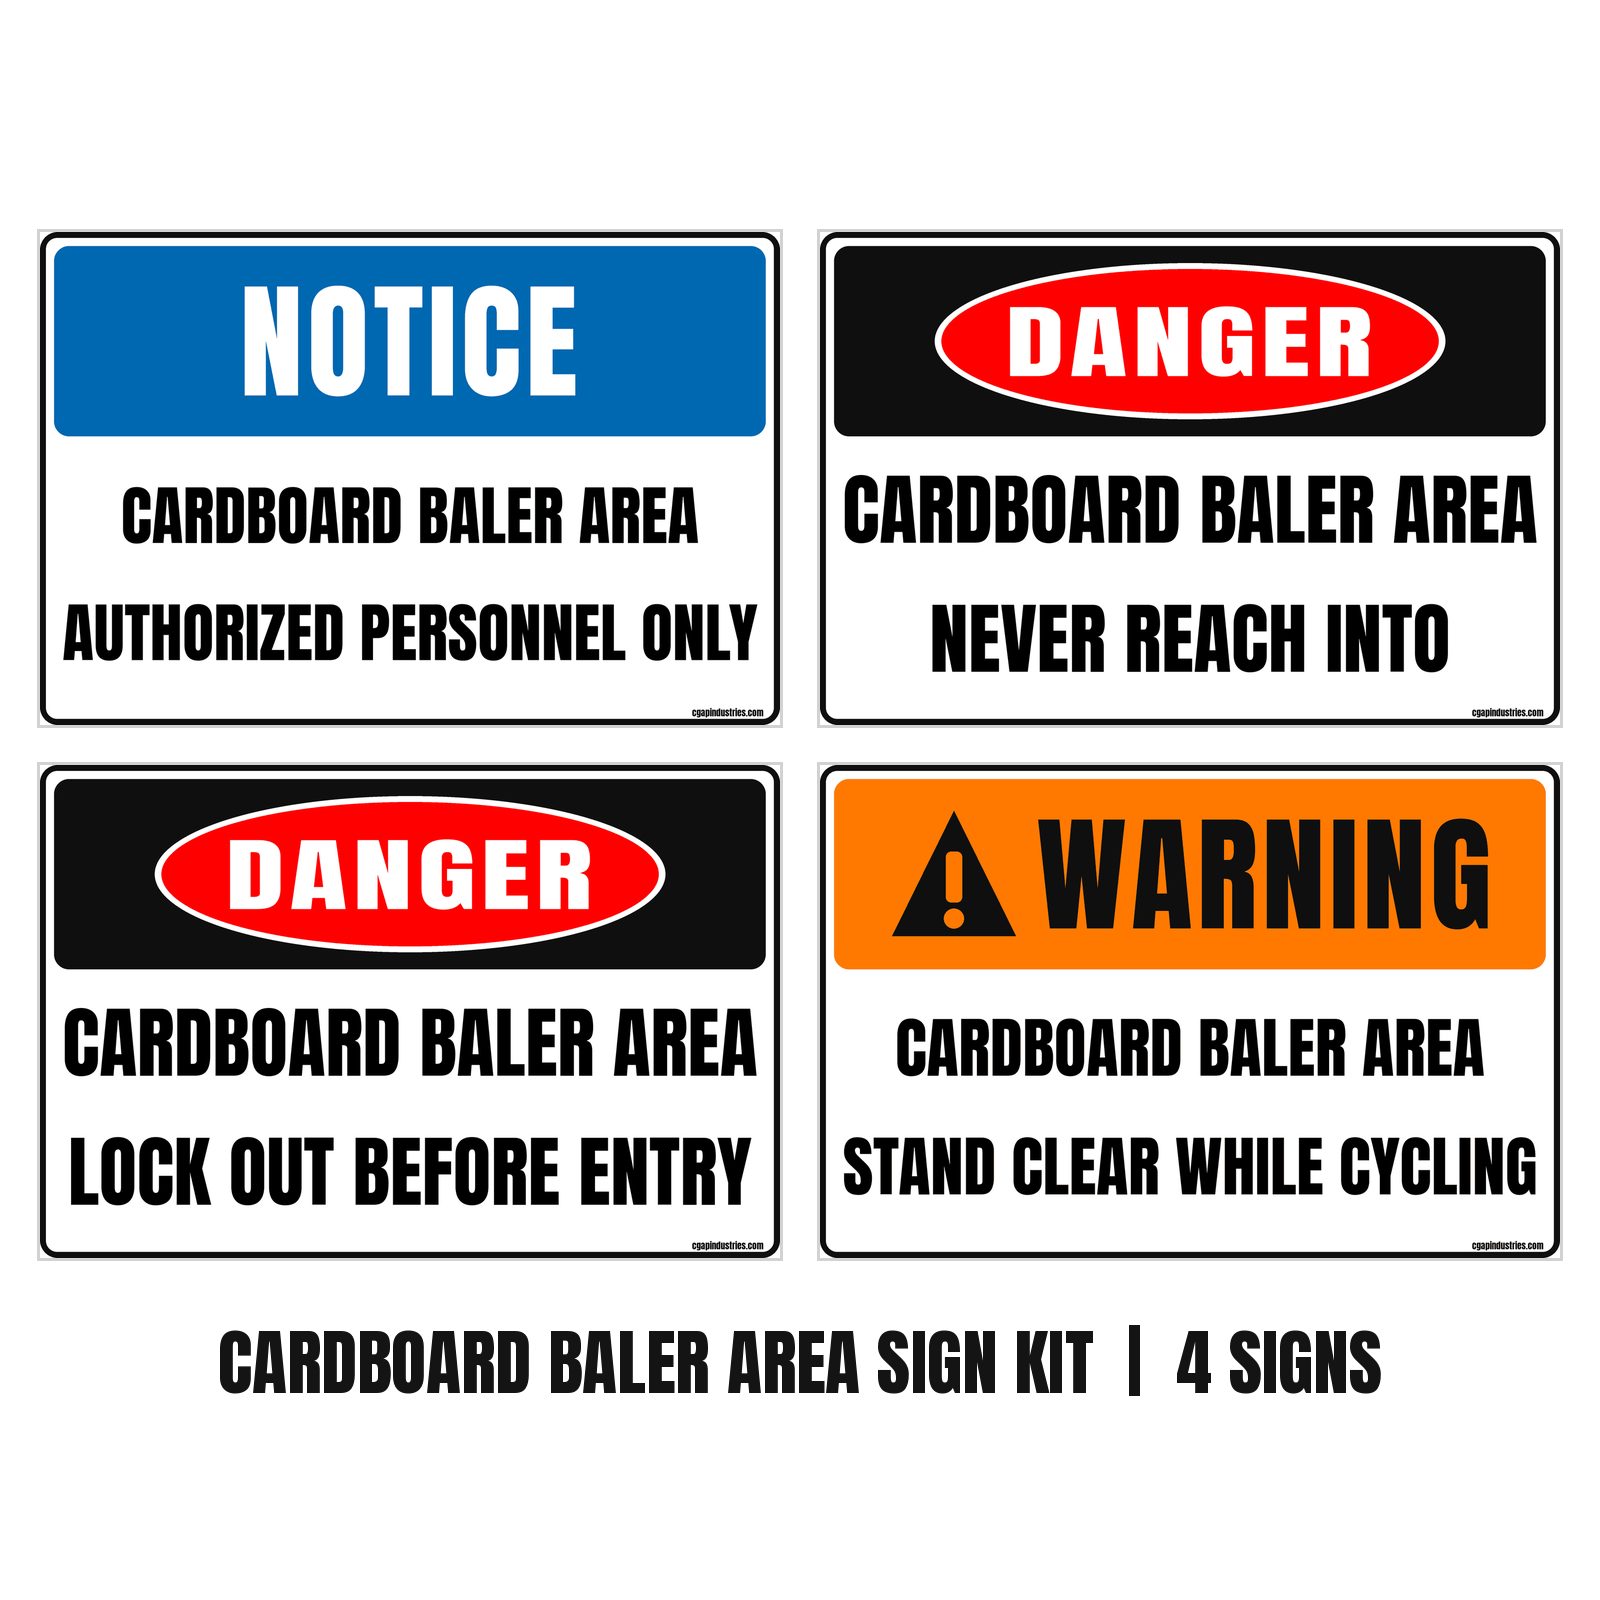 NOTICE
CARDBOARD BALER AREA
AUTHORIZED PERSONNEL ONLY
cgapindustries.com
DANGER
CARDBOARD BALER AREA
NEVER REACH INTO
cgapindustries.com
DANGER
CARDBOARD BALER AREA
LOCK OUT BEFORE ENTRY
cgapindustries.com
WARNING
CARDBOARD BALER AREA
STAND CLEAR WHILE CYCLING
cgapindustries.com
CARDBOARD BALER AREA SIGN KIT | 4 SIGNS